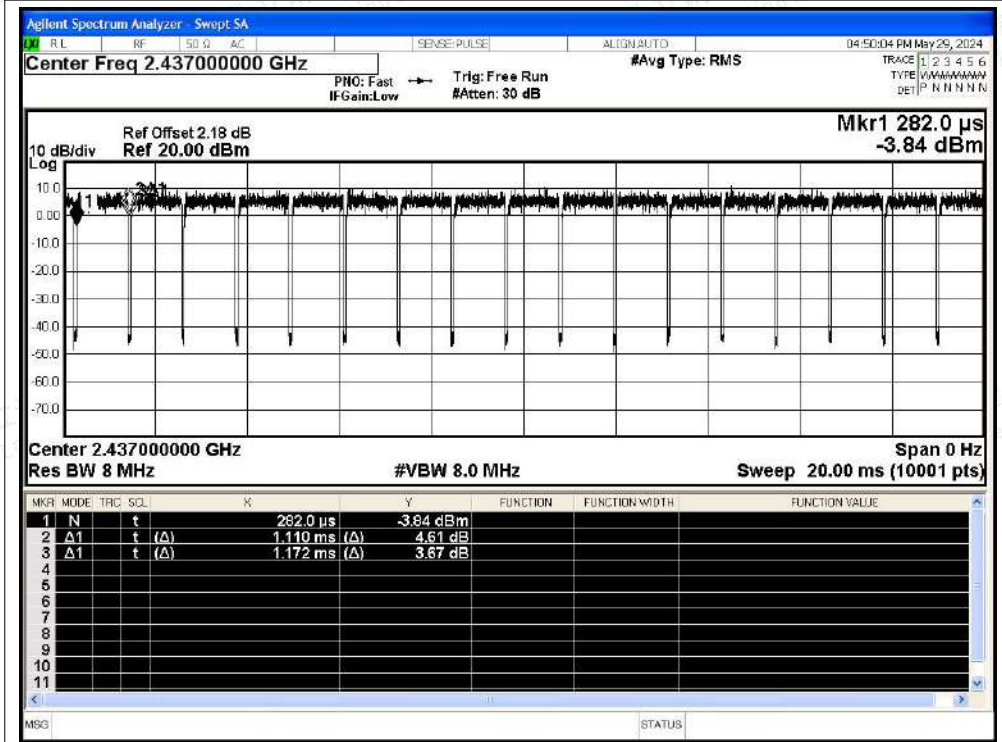 Agilent Spectrum Analyzer - Swept SA
LXI RL RF 50 Ω AC SENSE:PULSE ALIGN AUTO 04:50:04 PM May 29, 2024
Center Freq 2.437000000 GHz #Avg Type: RMS TRACE 1 2 3 4 5 6
PNO: Fast Trig: Free Run TYPE
IFGain:Low #Atten: 30 dB DET P N N N N N
Mkr1 282.0 µs
Ref Offset 2.18 dB
10 dB/div Ref 20.00 dBm -3.84 dBm
Log
10.0
1
0.00
-10.0
-20.0
-30.0
-40.0
-50.0
-60.0
-70.0
Center 2.437000000 GHz Span 0 Hz
Res BW 8 MHz #VBW 8.0 MHz Sweep 20.00 ms (10001 pts)
MKR MODE TRC SCL X Y FUNCTION FUNCTION WIDTH FUNCTION VALUE
1 N t 282.0 µs -3.84 dBm
2 Δ1 t (Δ) 1.110 ms (Δ) 4.61 dB
3 Δ1 t (Δ) 1.172 ms (Δ) 3.67 dB
4
5
6
7
8
9
10
11
MSG STATUS